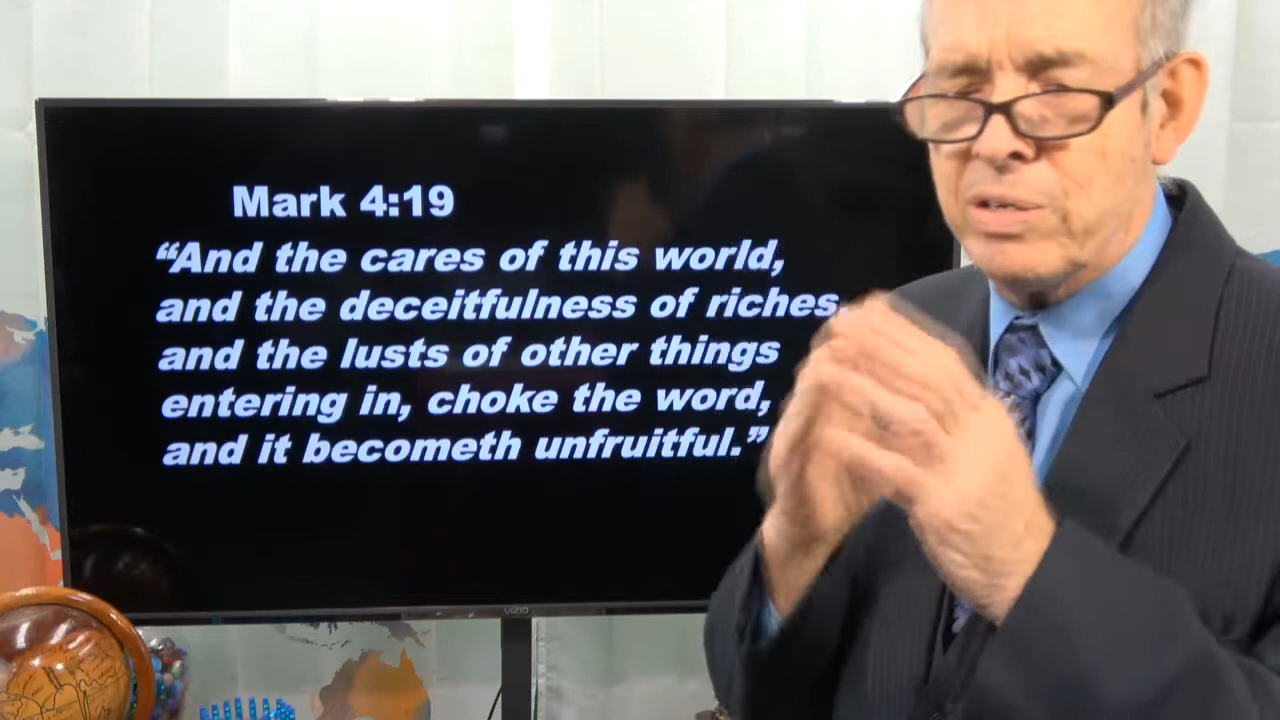 Mark 4:19
“And the cares of this world,
and the deceitfulness of riches,
and the lusts of other things
entering in, choke the word,
and it becometh unfruitful.”
VIZIO